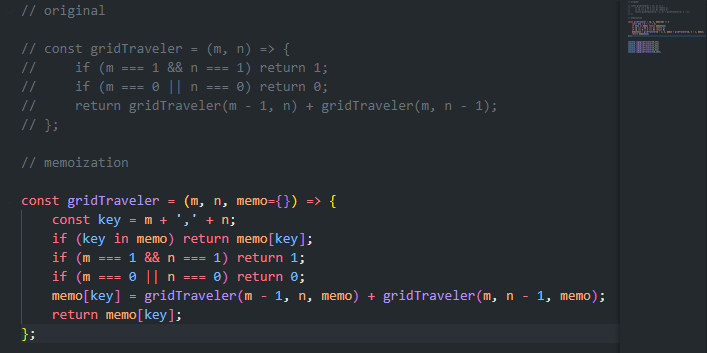 // original
// const gridTraveler = (m, n) => {
//     if (m === 1 && n === 1) return 1;
//     if (m === 0 || n === 0) return 0;
//     return gridTraveler(m - 1, n) + gridTraveler(m, n - 1);
// };
// memoization
const gridTraveler = (m, n, memo={}) => {
    const key = m + ',' + n;
    if (key in memo) return memo[key];
    if (m === 1 && n === 1) return 1;
    if (m === 0 || n === 0) return 0;
    memo[key] = gridTraveler(m - 1, n, memo) + gridTraveler(m, n - 1, memo);
    return memo[key];
};